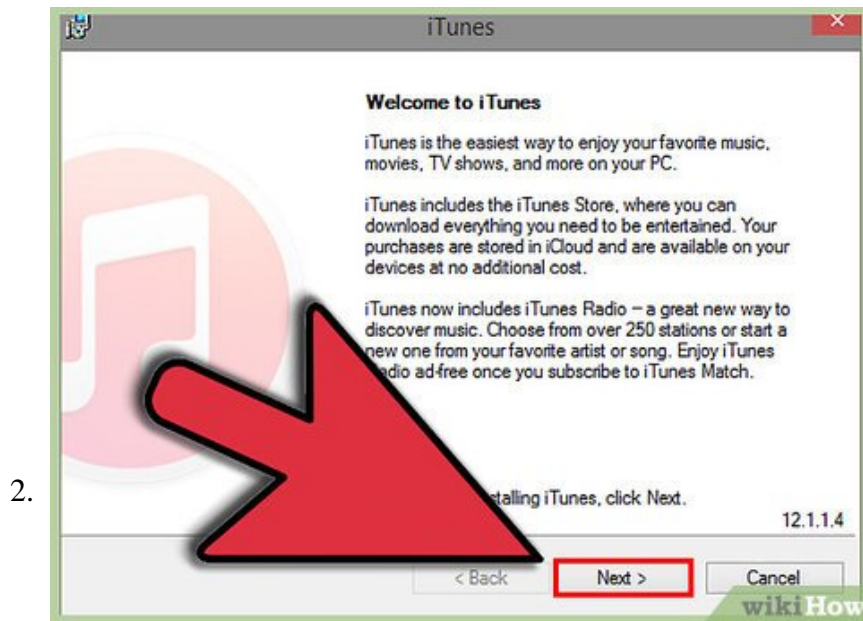 iTunes
Welcome to iTunes
iTunes is the easiest way to enjoy your favorite music,
movies, TV shows, and more on your PC.
iTunes includes the iTunes Store, where you can
download everything you need to be entertained. Your
purchases are stored in iCloud and are available on your
devices at no additional cost.
iTunes now includes iTunes Radio – a great new way to
discover music. Choose from over 250 stations or start a
new one from your favorite artist or song. Enjoy iTunes
adio ad-free once you subscribe to iTunes Match.
2.
stalling iTunes, click Next.
12.1.1.4
< Back
Next >
Cancel
wikiHow